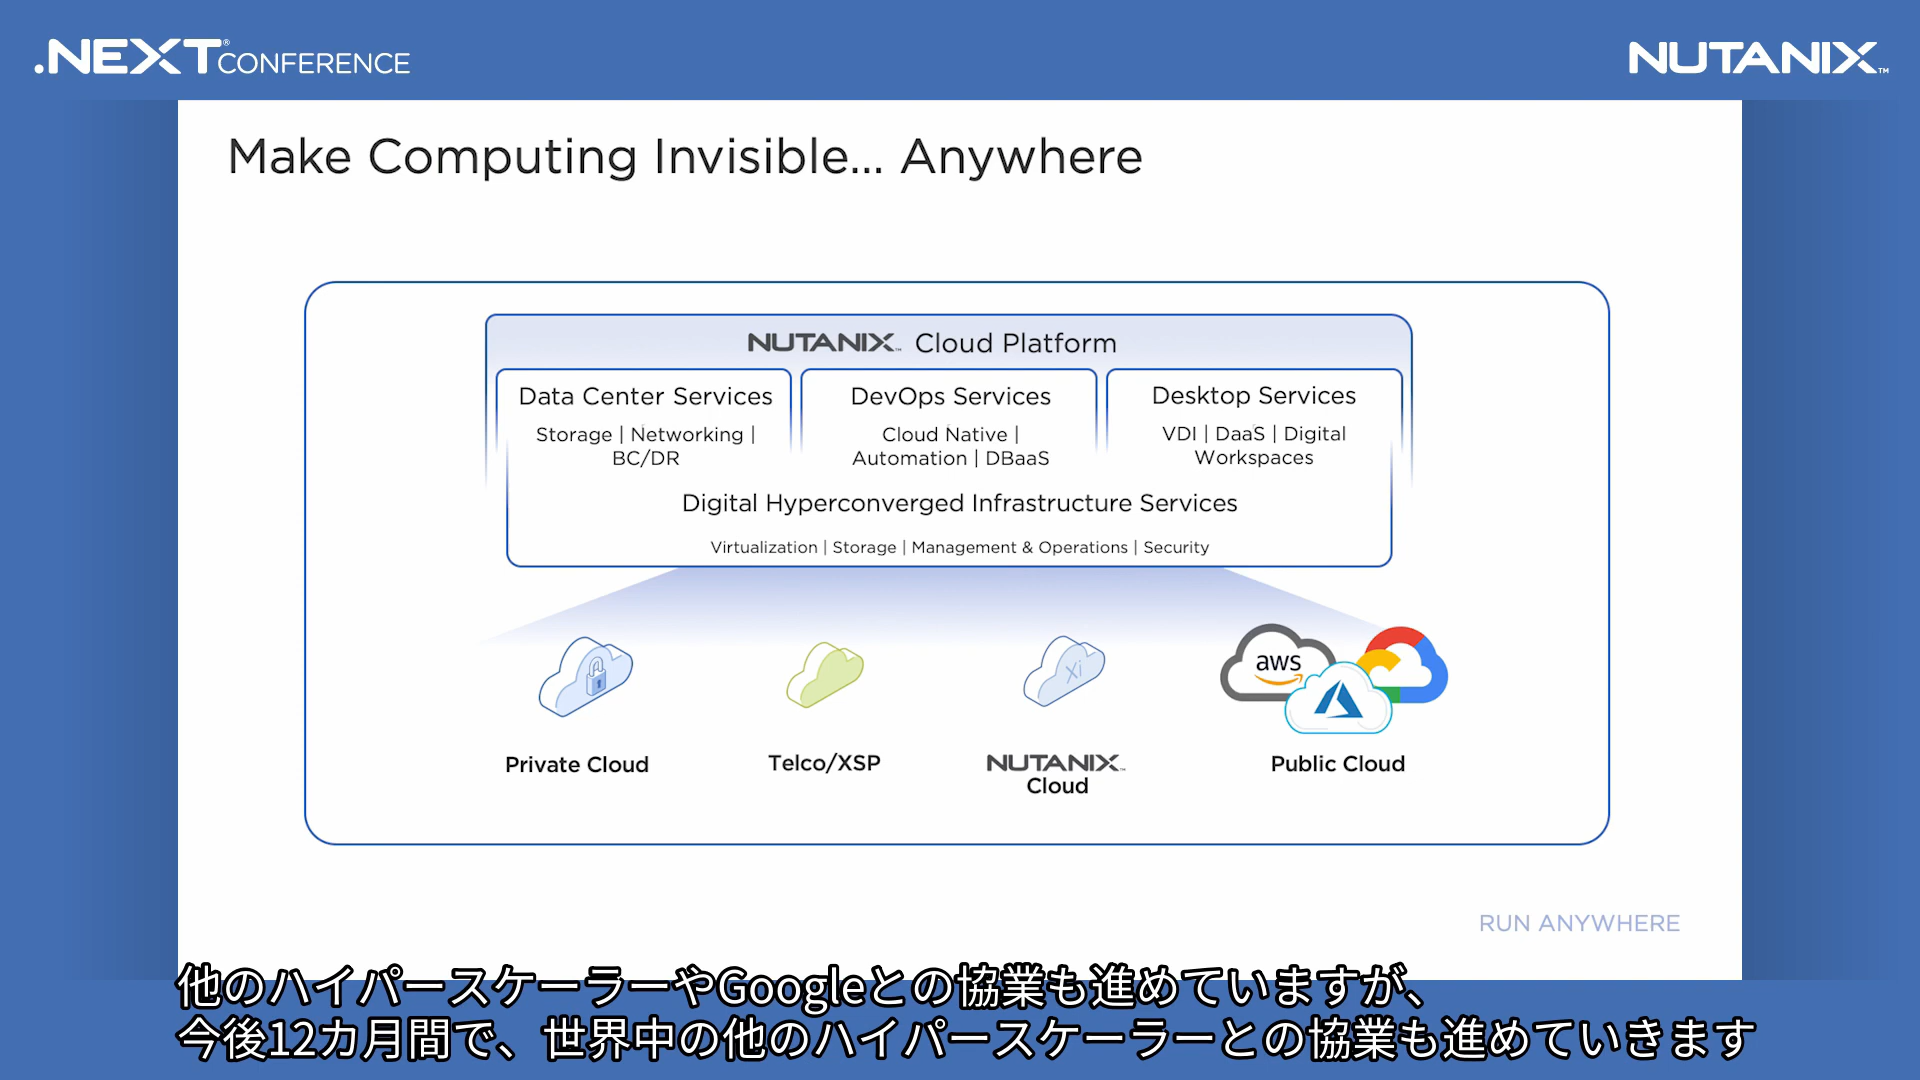 .NEXT® CONFERENCE
NUTANIX™
Make Computing Invisible... Anywhere
NUTANIX™ Cloud Platform
Data Center Services
Storage | Networking |
BC/DR
DevOps Services
Cloud Native |
Automation | DBaaS
Desktop Services
VDI | DaaS | Digital
Workspaces
Digital Hyperconverged Infrastructure Services
Virtualization | Storage | Management & Operations | Security
Xi
aws
Private Cloud
Telco/XSP
NUTANIX™
Cloud
Public Cloud
RUN ANYWHERE
他のハイパースケーラーやGoogleとの協業も進めていますが、
今後12カ月間で、世界中の他のハイパースケーラーとの協業も進めていきます